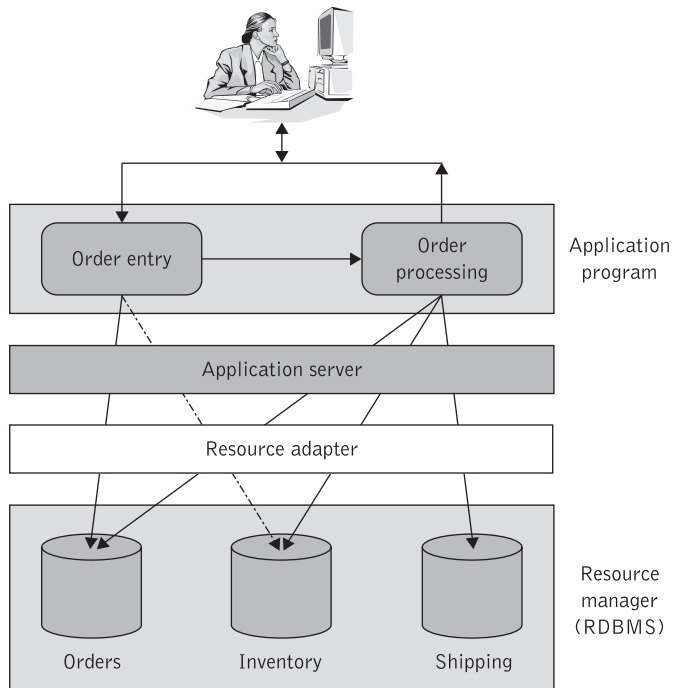 Order entry
Order
processing
Application
program
Application server
Resource adapter
Resource
manager
(RDBMS)
Orders
Inventory
Shipping